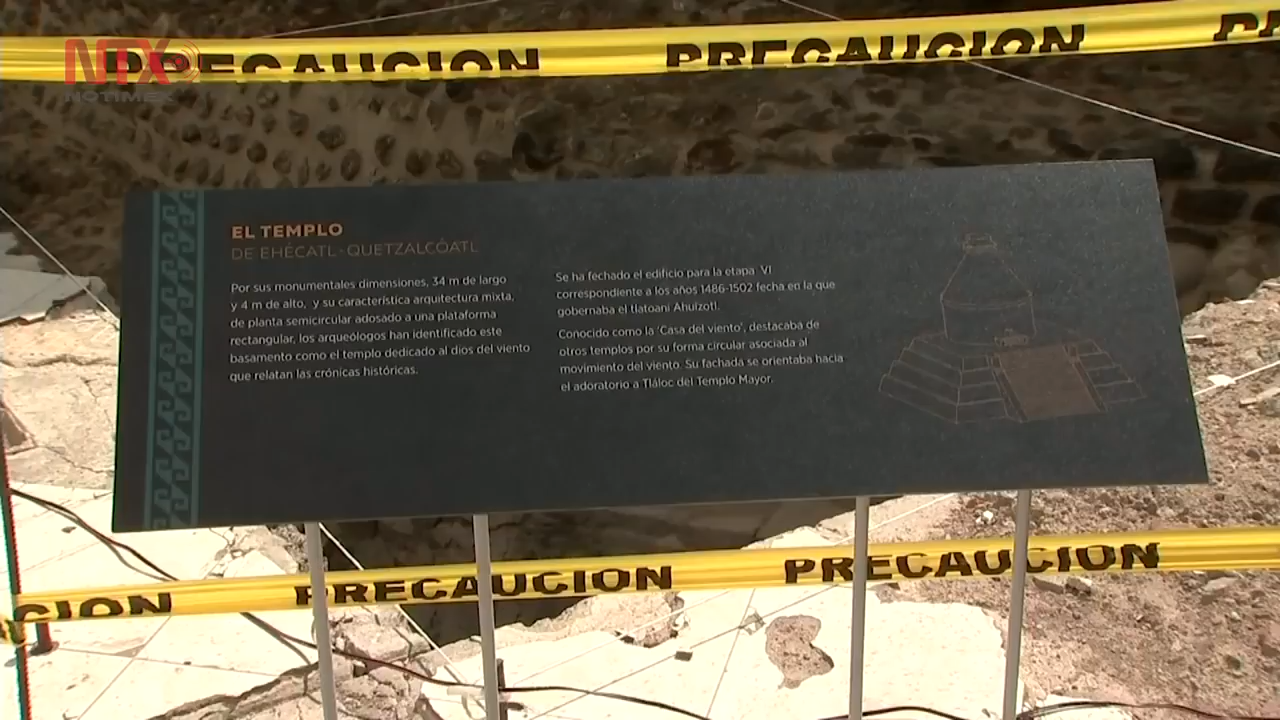 NTX
NOTIMEX
PRECAUCION
PRECAUCION
EL TEMPLO
DE EHÉCATL - QUETZALCÓATL
Por sus monumentales dimensiones, 34 m de largo
y 4 m de alto, y su característica arquitectura mixta,
de planta semicircular adosado a una plataforma
rectangular, los arqueólogos han identificado este
basamento como el templo dedicado al dios del viento
que relatan las crónicas históricas.
Se ha fechado el edificio para la etapa VI
correspondiente a los años 1486-1502 fecha en la que
gobernaba el tlatoani Ahuízotl.
Conocido como la 'Casa del viento', destacaba de
otros templos por su forma circular asociada al
movimiento del viento. Su fachada se orientaba hacia
el adoratorio a Tláloc del Templo Mayor.
CION
PRECAUCION
PRECAUCION